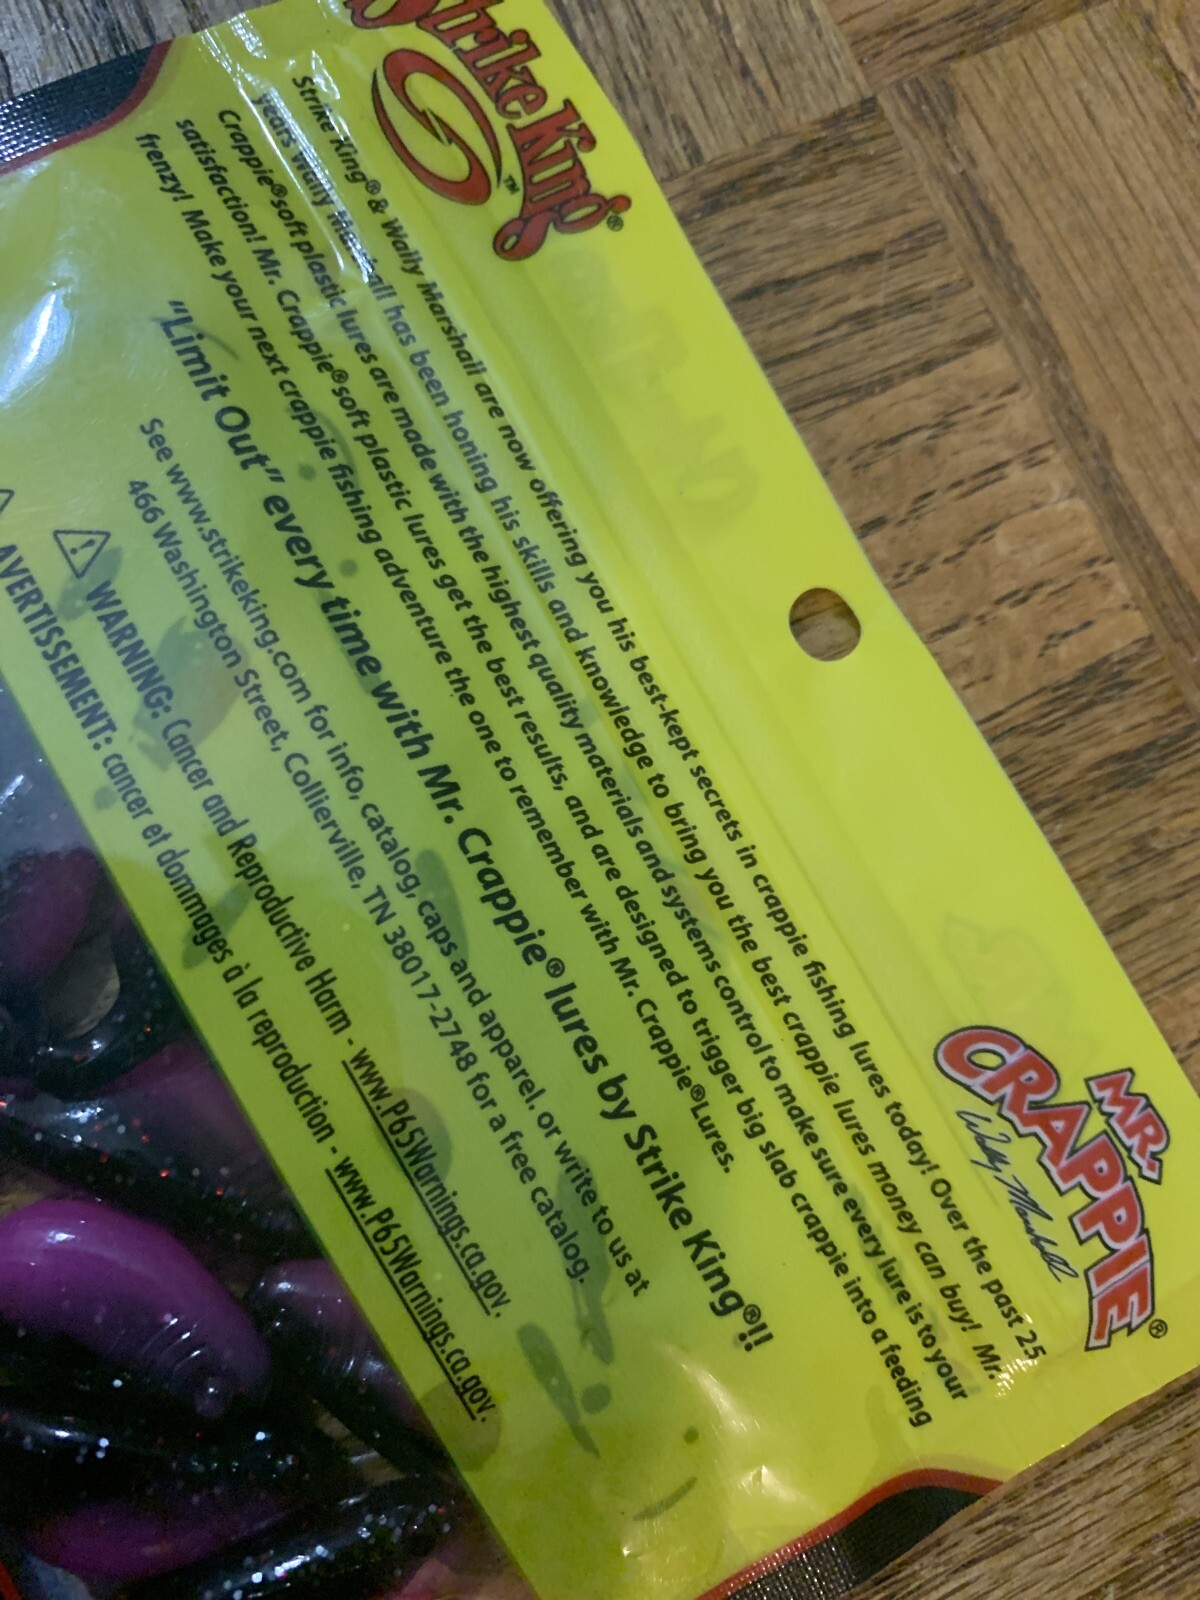 Strike King®
TM
MR.
CRAPPIE®
Wally Marshall
Strike King® & Wally Marshall are now offering you his best-kept secrets in crappie fishing lures today! Over the past 25
years Wally Marshall has been honing his skills and knowledge to bring you the best crappie lures money can buy! Mr.
Crappie® soft plastic lures are made with the highest quality materials and systems control to make sure every lure is to your
satisfaction! Mr. Crappie® soft plastic lures get the best results, and are designed to trigger big slab crappie into a feeding
frenzy! Make your next crappie fishing adventure the one to remember with Mr. Crappie® Lures.
"Limit Out" every time with Mr. Crappie® lures by Strike King®!!
See www.strikeking.com for info, catalog, caps and apparel, or write to us at
466 Washington Street, Collierville, TN 38017-2748 for a free catalog.
WARNING: Cancer and Reproductive Harm - www.P65Warnings.ca.gov.
AVERTISSEMENT: cancer et dommages à la reproduction - www.P65Warnings.ca.gov.